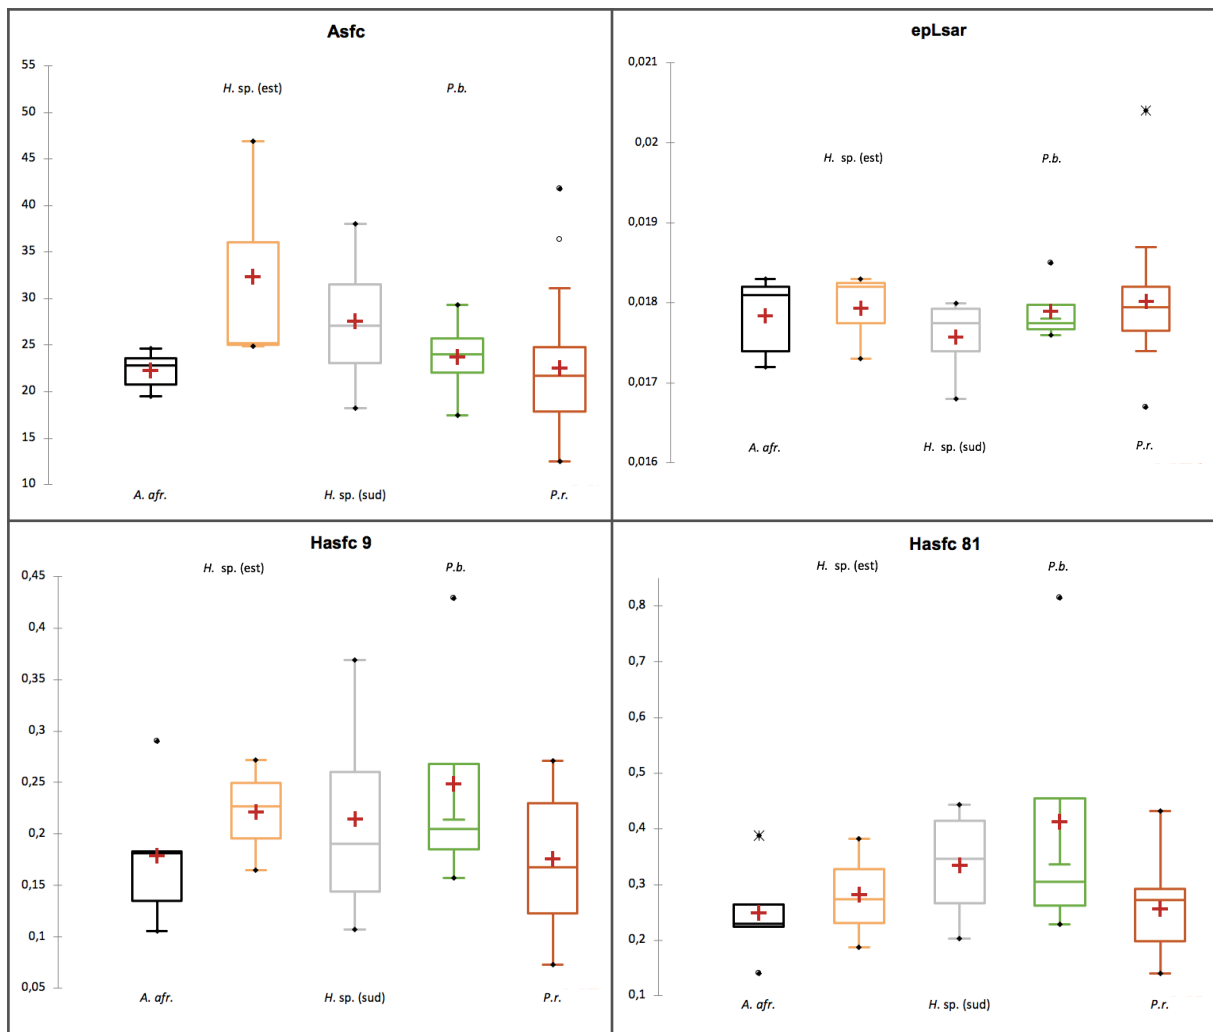 Asfc
55
50
45
40
35
30
25
20
15
10
H. sp. (est)
P.b.
A. afr.
H. sp. (sud)
P.r.
epLsar
0,021
0,02
0,019
0,018
0,017
0,016
H. sp. (est)
P.b.
A. afr.
H. sp. (sud)
P.r.
Hasfc 9
0,45
0,4
0,35
0,3
0,25
0,2
0,15
0,1
0,05
H. sp. (est)
P.b.
A. afr.
H. sp. (sud)
P.r.
Hasfc 81
0,8
0,7
0,6
0,5
0,4
0,3
0,2
0,1
H. sp. (est)
P.b.
A. afr.
H. sp. (sud)
P.r.